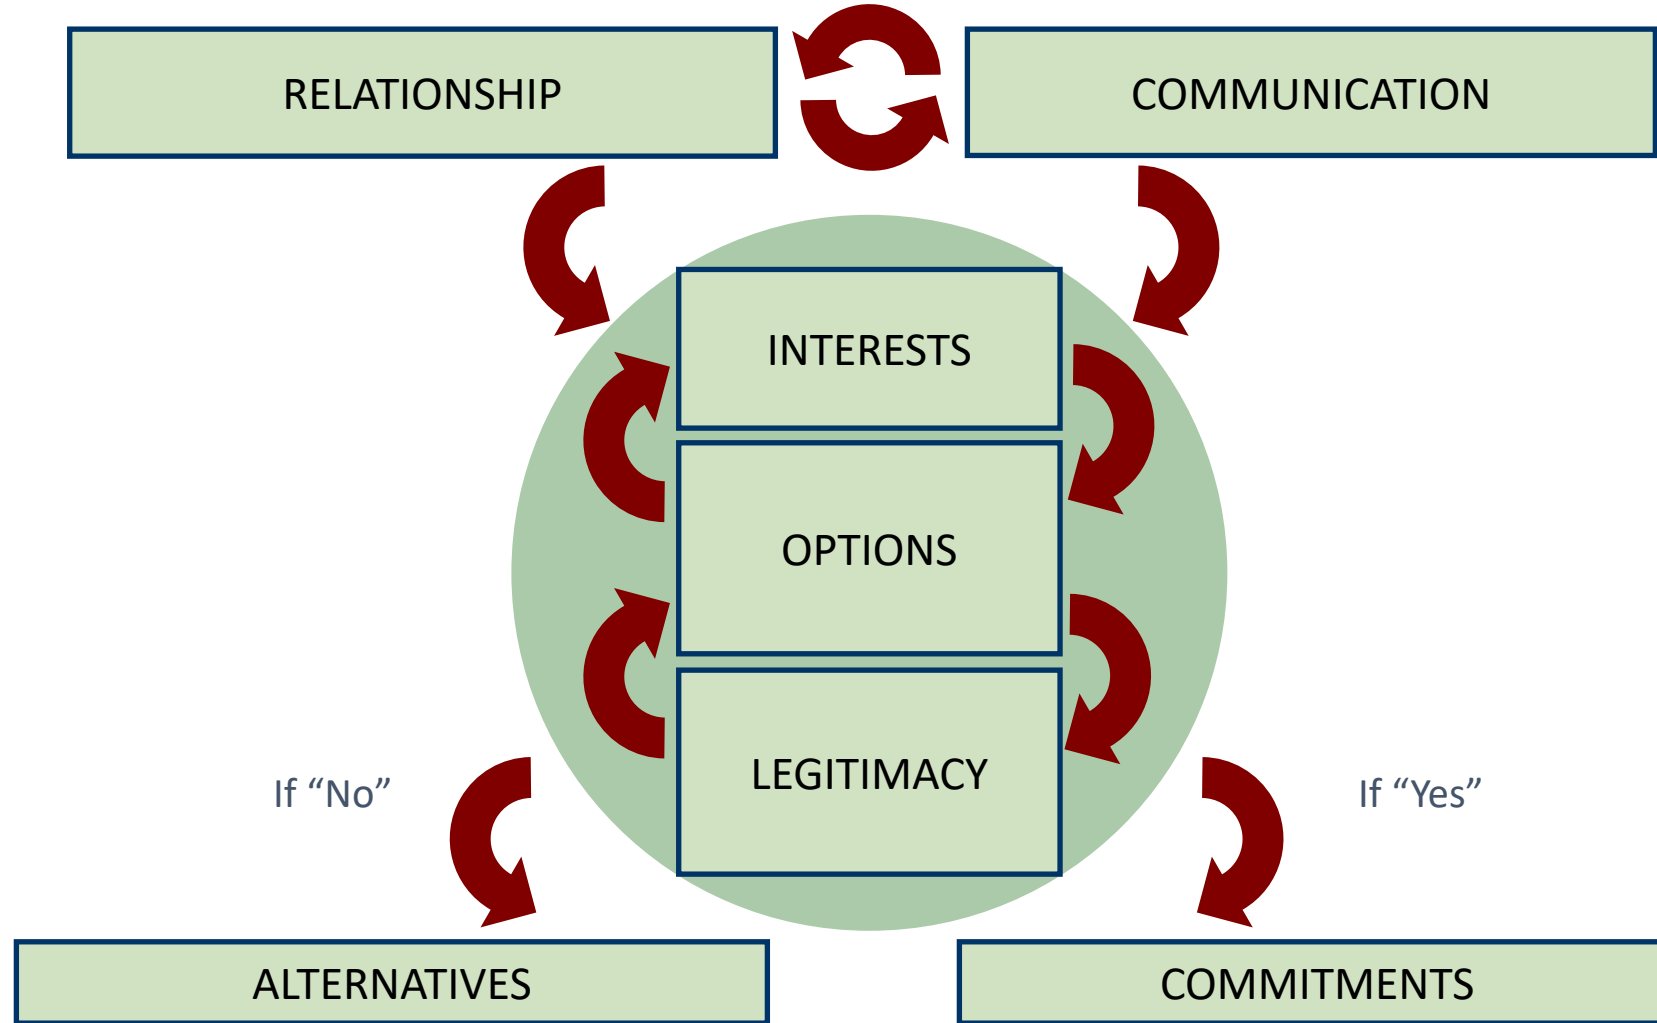 RELATIONSHIP
COMMUNICATION
INTERESTS
OPTIONS
LEGITIMACY
If “No”
If “Yes”
ALTERNATIVES
COMMITMENTS